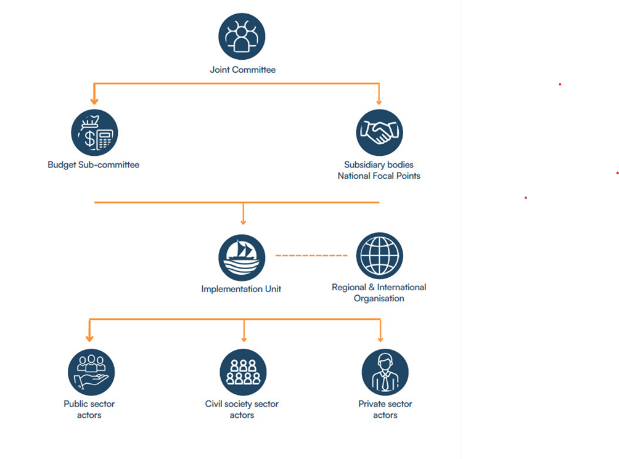 Joint Committee
Budget Sub-committee
Subsidiary bodies
National Focal Points
Implementation Unit
Regional & International
Organisation
Public sector
actors
Civil society sector
actors
Private sector
actors